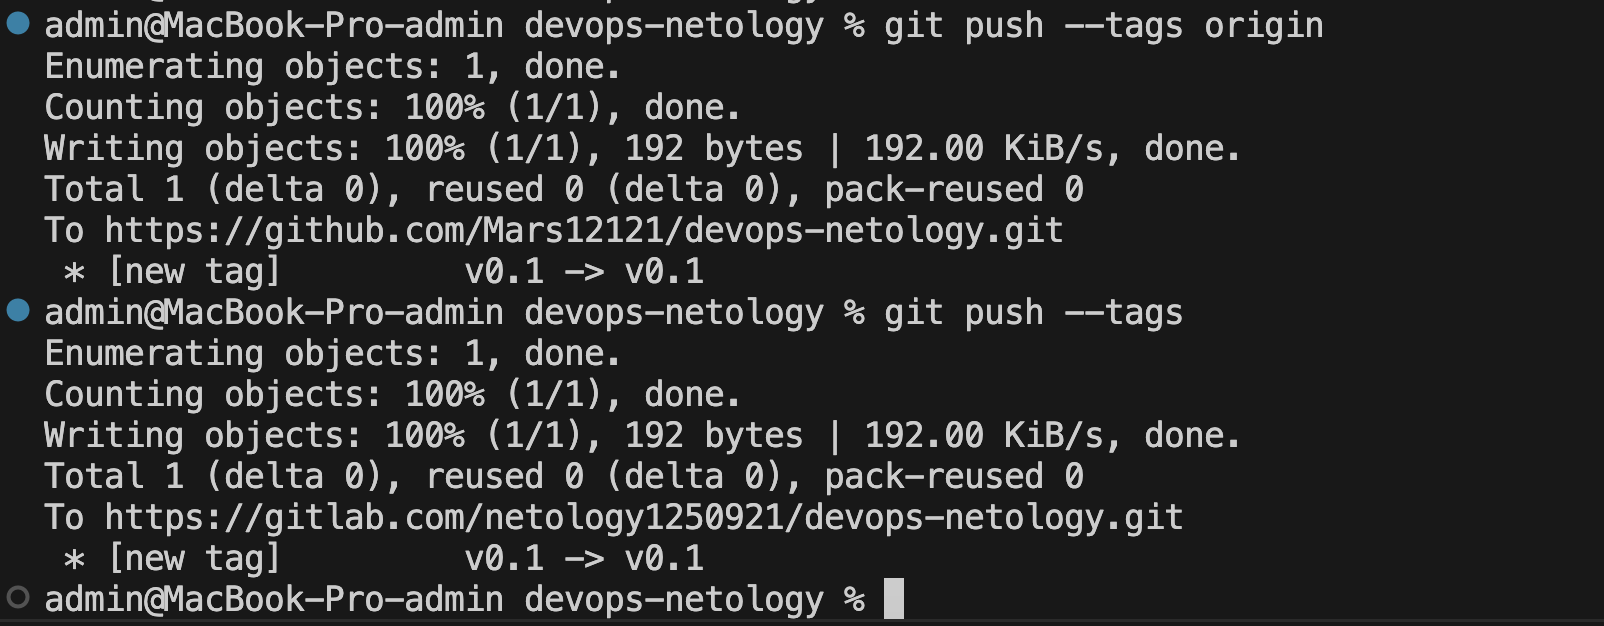 admin@MacBook-Pro-admin devops-netology % git push --tags origin
Enumerating objects: 1, done.
Counting objects: 100% (1/1), done.
Writing objects: 100% (1/1), 192 bytes | 192.00 KiB/s, done.
Total 1 (delta 0), reused 0 (delta 0), pack-reused 0
To https://github.com/Mars12121/devops-netology.git
 * [new tag]         v0.1 -> v0.1
admin@MacBook-Pro-admin devops-netology % git push --tags
Enumerating objects: 1, done.
Counting objects: 100% (1/1), done.
Writing objects: 100% (1/1), 192 bytes | 192.00 KiB/s, done.
Total 1 (delta 0), reused 0 (delta 0), pack-reused 0
To https://gitlab.com/netology1250921/devops-netology.git
 * [new tag]         v0.1 -> v0.1
admin@MacBook-Pro-admin devops-netology %